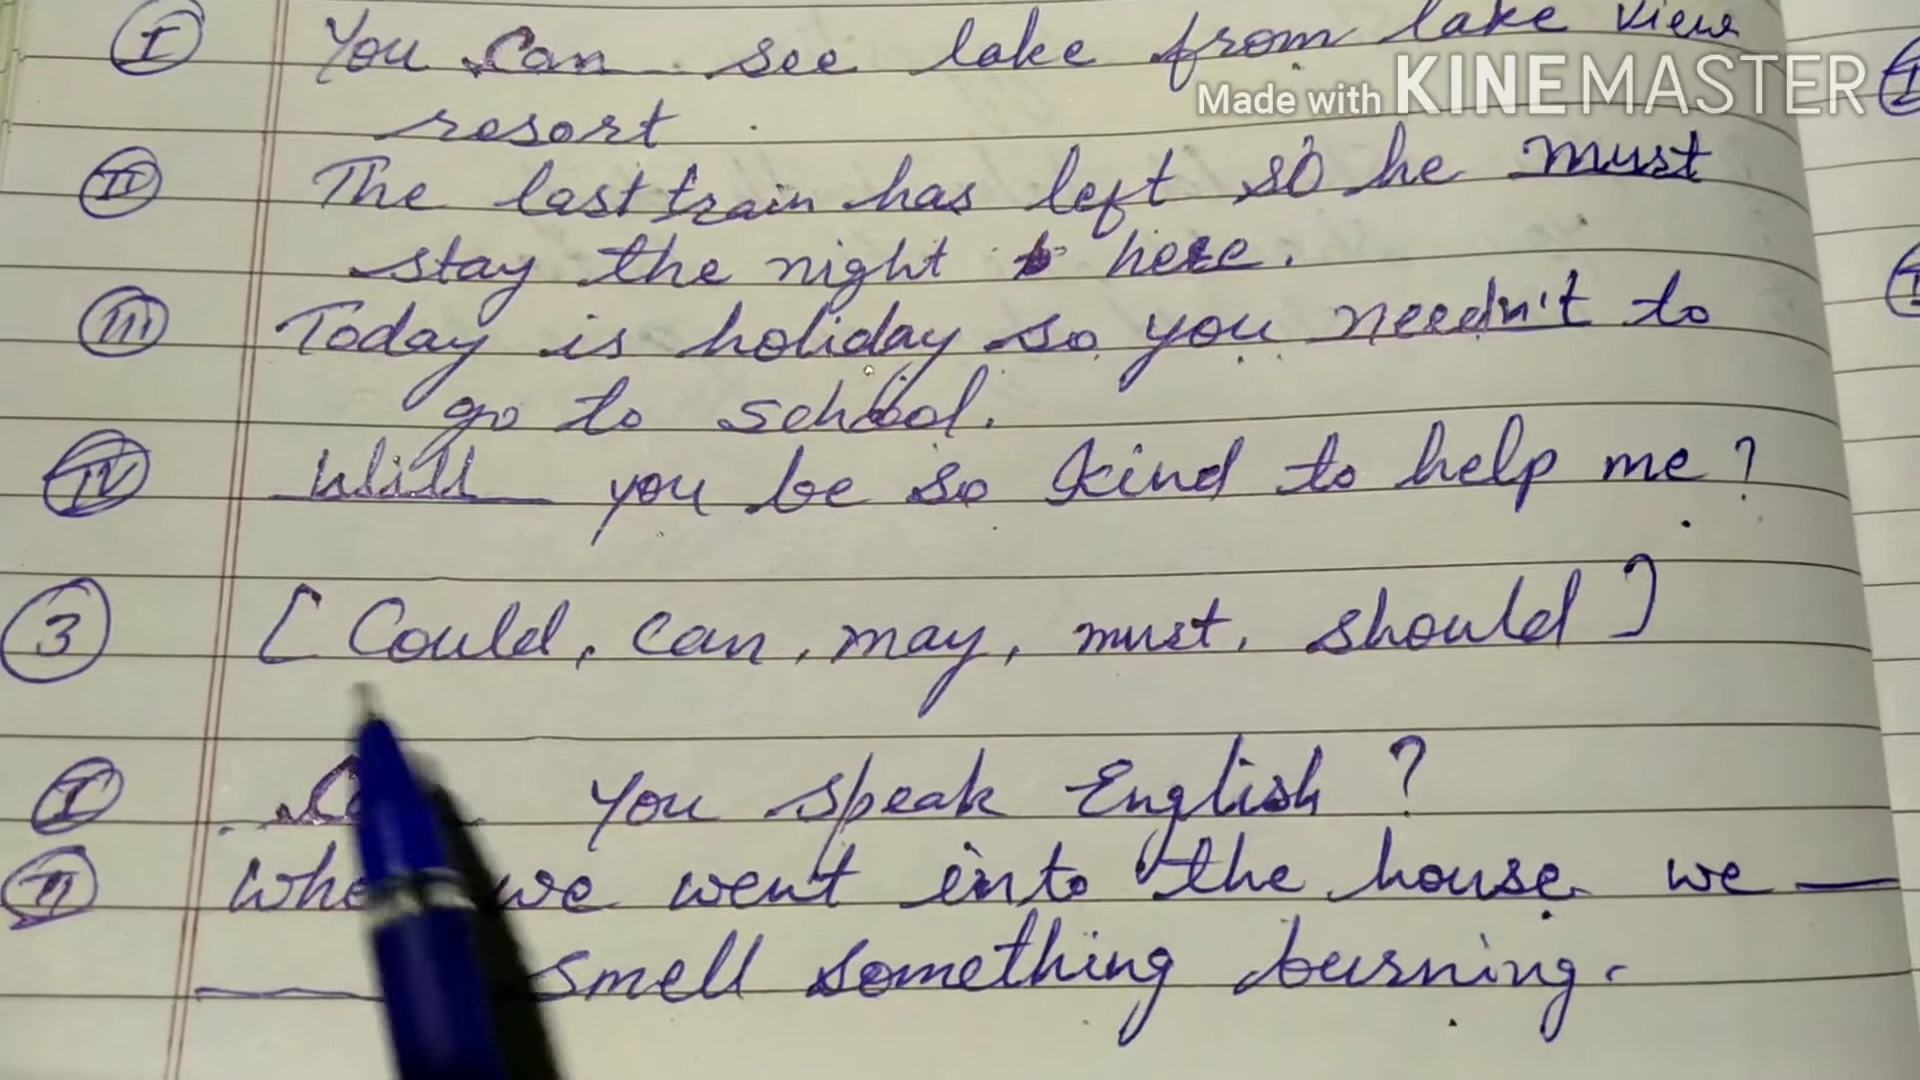 I You can see lake from lake view
Made with KINEMASTER
resort.
II The last train has left so he must
stay the night here.
III Today is holiday so you needn't to
go to school.
IV Will you be so kind to help me?
3 [Could, can, may, must, should]
I you speak English?
II we went into the house we
smell something burning.